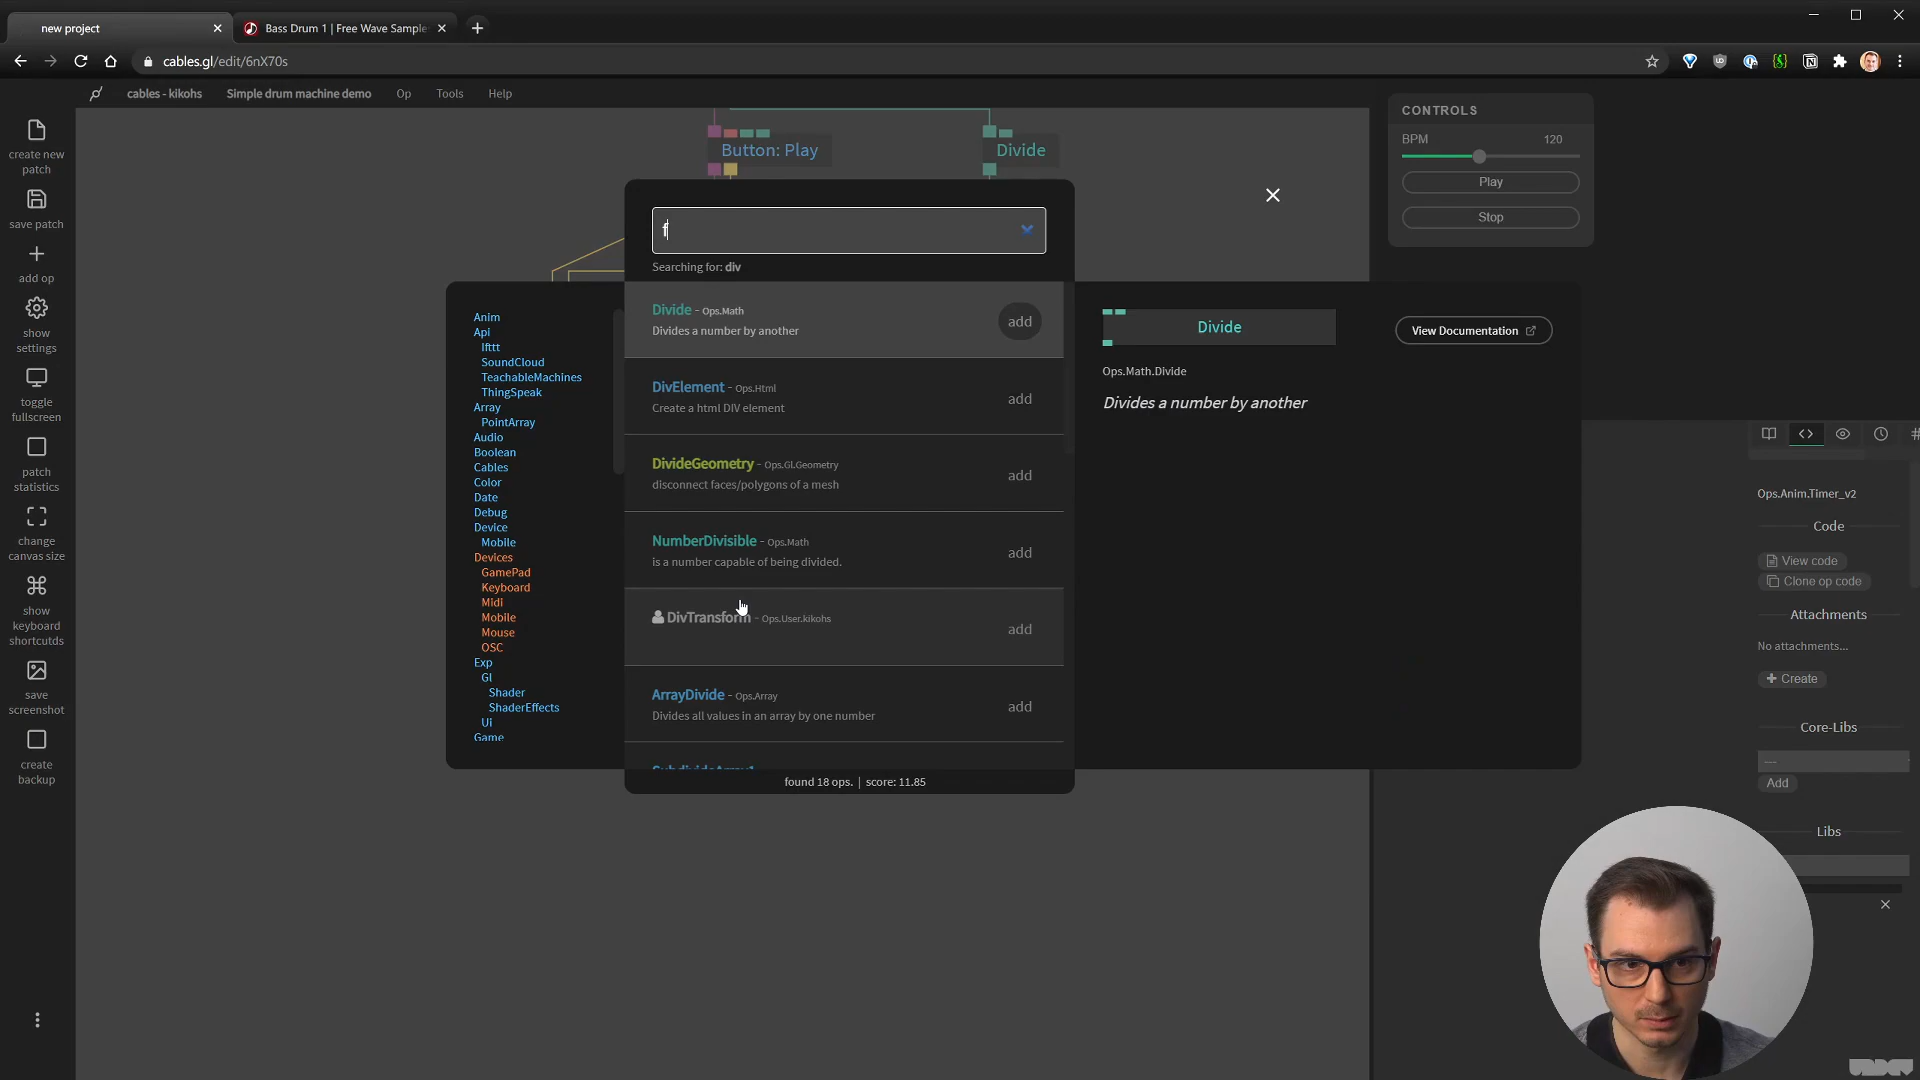 new project
Bass Drum 1 | Free Wave Sample
cables.gl/edit/6nX70s
cables - kikohs
Simple drum machine demo
Op
Tools
Help
create new
patch
save patch
add op
show
settings
toggle
fullscreen
patch
statistics
change
canvas size
show
keyboard
shortcutds
save
screenshot
create
backup
Button: Play
Divide
f
Searching for: div
Anim
Api
Ifttt
SoundCloud
TeachableMachines
ThingSpeak
Array
PointArray
Audio
Boolean
Cables
Color
Date
Debug
Device
Mobile
Devices
GamePad
Keyboard
Midi
Mobile
Mouse
OSC
Exp
Gl
Shader
ShaderEffects
Ui
Game
Divide - Ops.Math
Divides a number by another
add
DivElement - Ops.Html
Create a html DIV element
add
DivideGeometry - Ops.Gl.Geometry
disconnect faces/polygons of a mesh
add
NumberDivisible - Ops.Math
is a number capable of being divided.
add
DivTransform - Ops.User.kikohs
add
ArrayDivide - Ops.Array
Divides all values in an array by one number
add
SubdivideArray1
found 18 ops. | score: 11.85
Divide
View Documentation
Ops.Math.Divide
Divides a number by another
CONTROLS
BPM 120
Play
Stop
Ops.Anim.Timer_v2
Code
View code
Clone op code
Attachments
No attachments...
Create
Core-Libs
---
Add
Libs